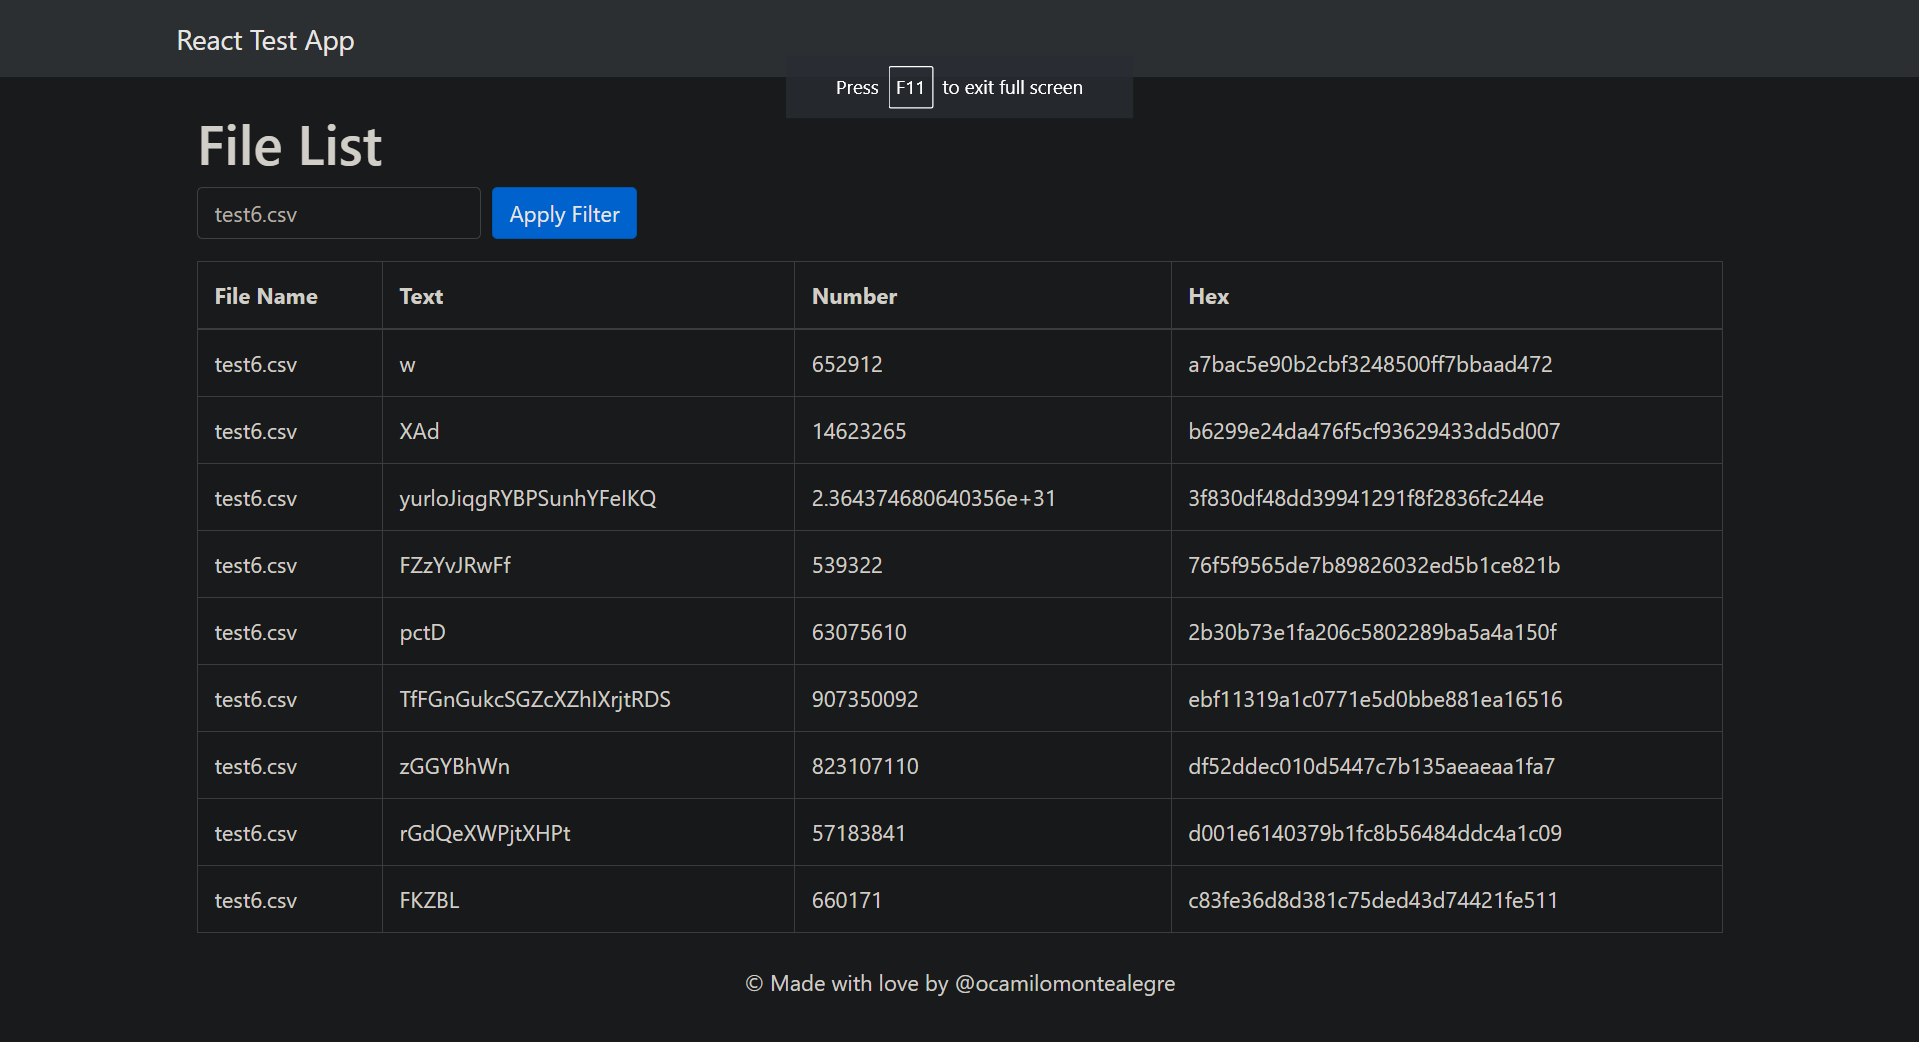 React Test App
Press F11 to exit full screen
File List
test6.csv Apply Filter
File Name Text Number Hex
test6.csv w 652912 a7bac5e90b2cbf3248500ff7bbaad472
test6.csv XAd 14623265 b6299e24da476f5cf93629433dd5d007
test6.csv yurloJiqgRYBPSunhYFeIKQ 2.364374680640356e+31 3f830df48dd39941291f8f2836fc244e
test6.csv FZzYvJRwFf 539322 76f5f9565de7b89826032ed5b1ce821b
test6.csv pctD 63075610 2b30b73e1fa206c5802289ba5a4a150f
test6.csv TfFGnGukcSGZcXZhIXrjtRDS 907350092 ebf11319a1c0771e5d0bbe881ea16516
test6.csv zGGYBhWn 823107110 df52ddec010d5447c7b135aeaeaa1fa7
test6.csv rGdQeXWPjtXHPt 57183841 d001e6140379b1fc8b56484ddc4a1c09
test6.csv FKZBL 660171 c83fe36d8d381c75ded43d74421fe511
© Made with love by @ocamilomontealegre